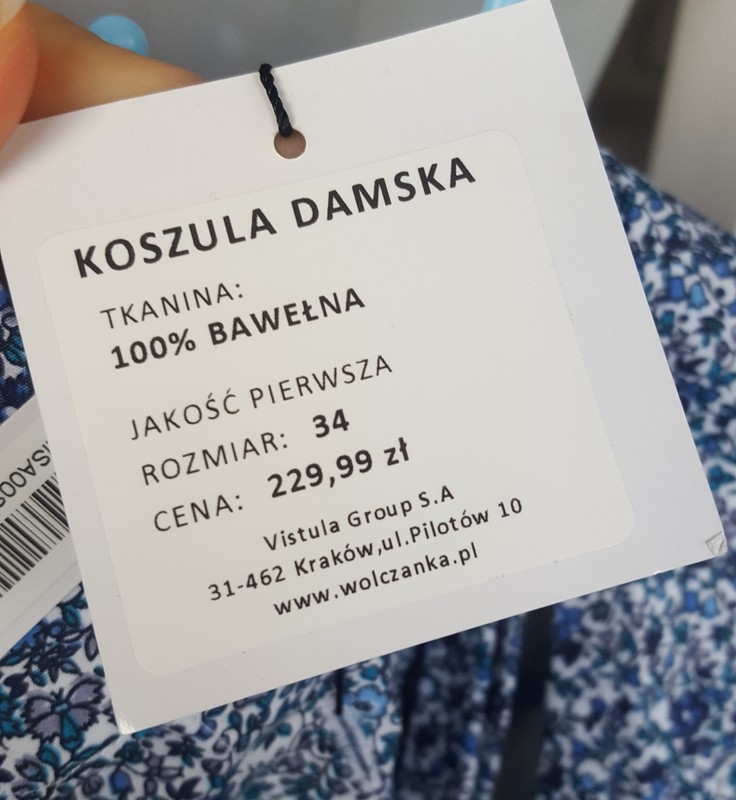 KOSZULA DAMSKA
TKANINA:
100% BAWEŁNA
JAKOŚĆ PIERWSZA
ROZMIAR: 34
CENA: 229,99 zł
Vistula Group S.A
31-462 Kraków,ul.Pilotów 10
www.wolczanka.pl